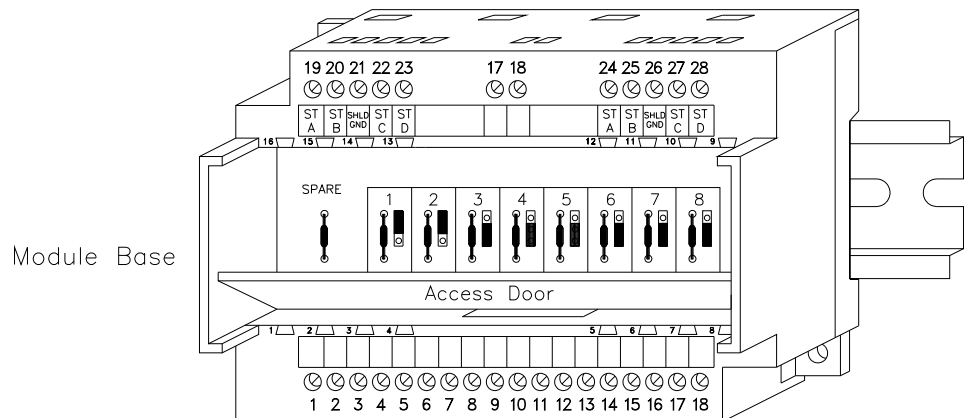 19 20 21 22 23 17 18 24 25 26 27 28
ST A ST B SHLD GND ST C ST D ST A ST B SHLD GND ST C ST D
16 15 14 13 12 11 10 9
SPARE 1 2 3 4 5 6 7 8
Module Base
Access Door
1 2 3 4 5 6 7 8
1 2 3 4 5 6 7 8 9 10 11 12 13 14 15 16 17 18